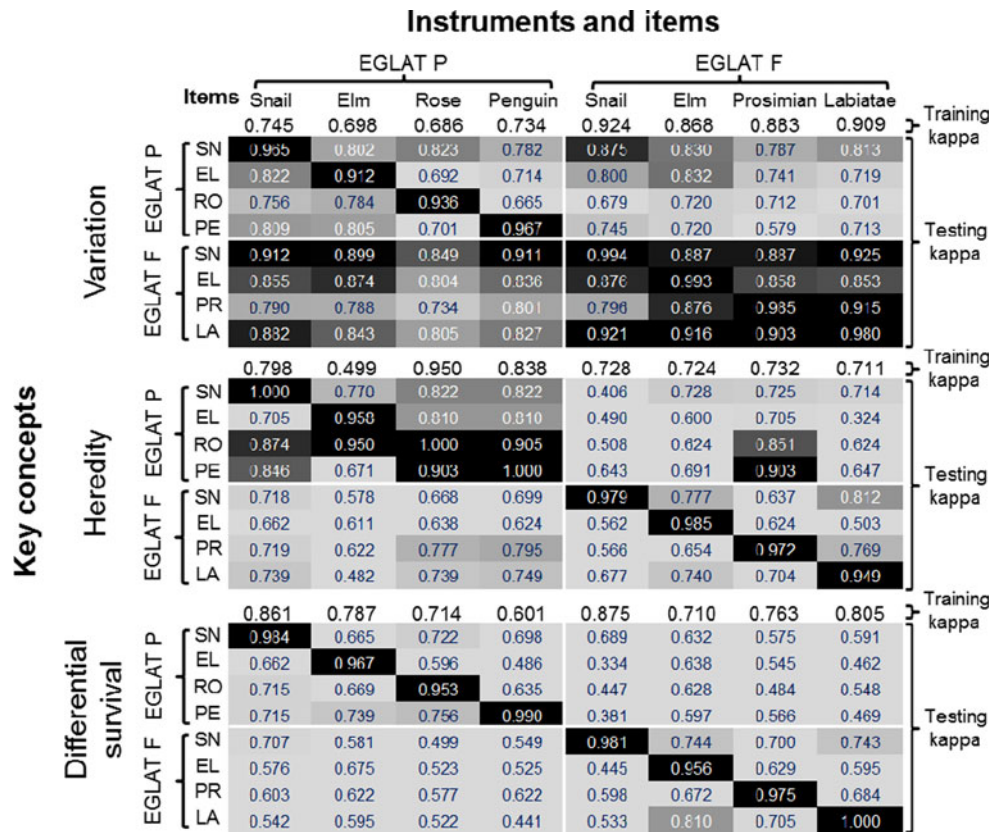 Instruments and items
EGLAT P EGLAT F
Items Snail Elm Rose Penguin Snail Elm Prosimian Labiatae
0.745 0.698 0.686 0.734 0.924 0.868 0.883 0.909 Training kappa
Key concepts
Variation
EGLAT P
SN 0.965 0.802 0.823 0.782 0.875 0.830 0.787 0.813
EL 0.822 0.912 0.692 0.714 0.800 0.832 0.741 0.719
RO 0.756 0.784 0.936 0.665 0.679 0.720 0.712 0.701
PE 0.809 0.805 0.701 0.967 0.745 0.720 0.579 0.713
Testing kappa
EGLAT F
SN 0.912 0.899 0.849 0.911 0.994 0.887 0.887 0.925
EL 0.855 0.874 0.804 0.836 0.876 0.993 0.858 0.853
PR 0.790 0.788 0.734 0.801 0.796 0.876 0.985 0.915
LA 0.882 0.843 0.805 0.827 0.921 0.916 0.903 0.980
0.798 0.499 0.950 0.838 0.728 0.724 0.732 0.711 Training kappa
Heredity
EGLAT P
SN 1.000 0.770 0.822 0.822 0.406 0.728 0.725 0.714
EL 0.705 0.958 0.810 0.810 0.490 0.600 0.705 0.324
RO 0.874 0.950 1.000 0.905 0.508 0.624 0.851 0.624
PE 0.846 0.671 0.903 1.000 0.643 0.691 0.903 0.647
Testing kappa
EGLAT F
SN 0.718 0.578 0.668 0.699 0.979 0.777 0.637 0.812
EL 0.662 0.611 0.638 0.624 0.562 0.985 0.624 0.503
PR 0.719 0.622 0.777 0.795 0.566 0.654 0.972 0.769
LA 0.739 0.482 0.739 0.749 0.677 0.740 0.704 0.949
0.861 0.787 0.714 0.601 0.875 0.710 0.763 0.805 Training kappa
Differential survival
EGLAT P
SN 0.984 0.665 0.722 0.698 0.689 0.632 0.575 0.591
EL 0.662 0.967 0.596 0.486 0.334 0.638 0.545 0.462
RO 0.715 0.669 0.953 0.635 0.447 0.628 0.484 0.548
PE 0.715 0.739 0.756 0.990 0.381 0.597 0.566 0.469
Testing kappa
EGLAT F
SN 0.707 0.581 0.499 0.549 0.981 0.744 0.700 0.743
EL 0.576 0.675 0.523 0.525 0.445 0.956 0.629 0.595
PR 0.603 0.622 0.577 0.622 0.598 0.672 0.975 0.684
LA 0.542 0.595 0.522 0.441 0.533 0.810 0.705 1.000